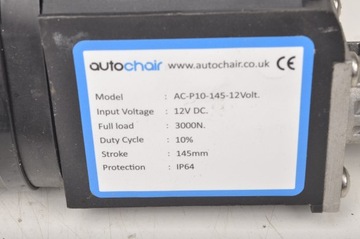 autochair www.autochair.co.uk CE
Model : AC-P10-145-12Volt.
Input Voltage : 12V DC.
Full load : 3000N.
Duty Cycle : 10%
Stroke : 145mm
Protection : IP64